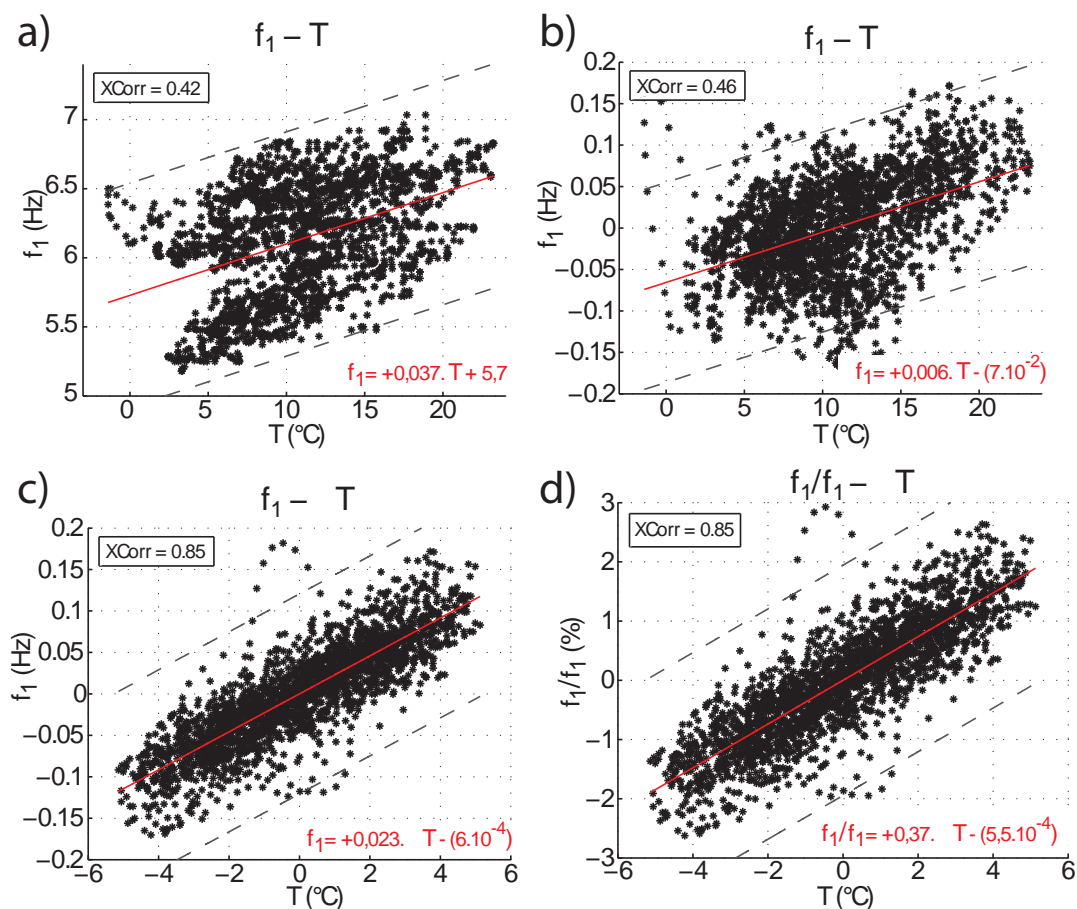 a)
f1 – T
XCorr = 0.42
7
6.5
6
5.5
5
f1 (Hz)
0 5 10 15 20
T (°C)
f1= +0,037. T + 5,7
b)
f1 – T
XCorr = 0.46
0.2
0.15
0.1
0.05
0
−0.05
−0.1
−0.15
−0.2
f1 (Hz)
0 5 10 15 20
T (°C)
f1= +0,006. T - (7.10-2)
c)
f1 – T
XCorr = 0.85
0.2
0.15
0.1
0.05
0
−0.05
−0.1
−0.15
−0.2
f1 (Hz)
−6 −4 −2 0 2 4 6
T (°C)
f1= +0,023. T - (6.10-4)
d)
f1/f1 – T
XCorr = 0.85
3
2
1
0
−1
−2
−3
f1/f1 (%)
−6 −4 −2 0 2 4 6
T (°C)
f1/f1= +0,37. T - (5,5.10-4)